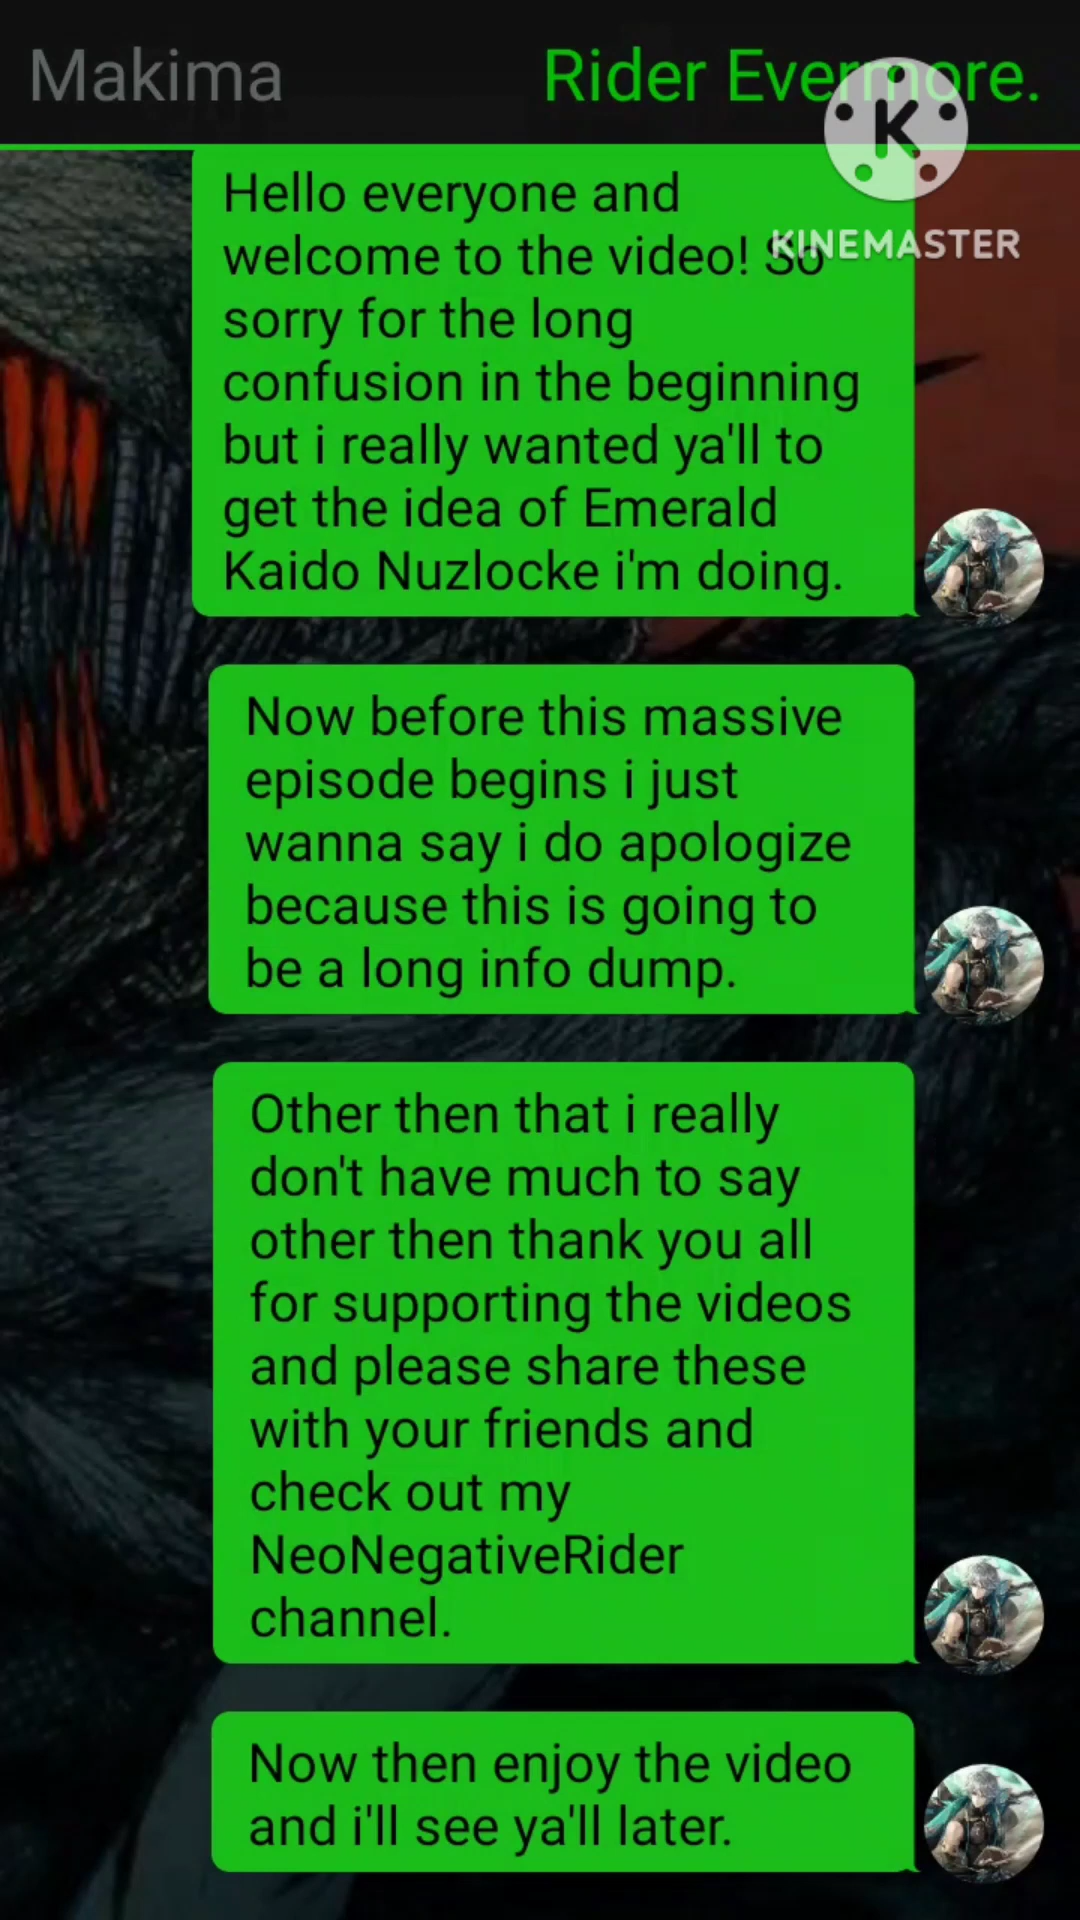 Makima
Rider Evermore.
K
KINEMASTER
Hello everyone and
welcome to the video! So
sorry for the long
confusion in the beginning
but i really wanted ya'll to
get the idea of Emerald
Kaido Nuzlocke i'm doing.
Now before this massive
episode begins i just
wanna say i do apologize
because this is going to
be a long info dump.
Other then that i really
don't have much to say
other then thank you all
for supporting the videos
and please share these
with your friends and
check out my
NeoNegativeRider
channel.
Now then enjoy the video
and i'll see ya'll later.